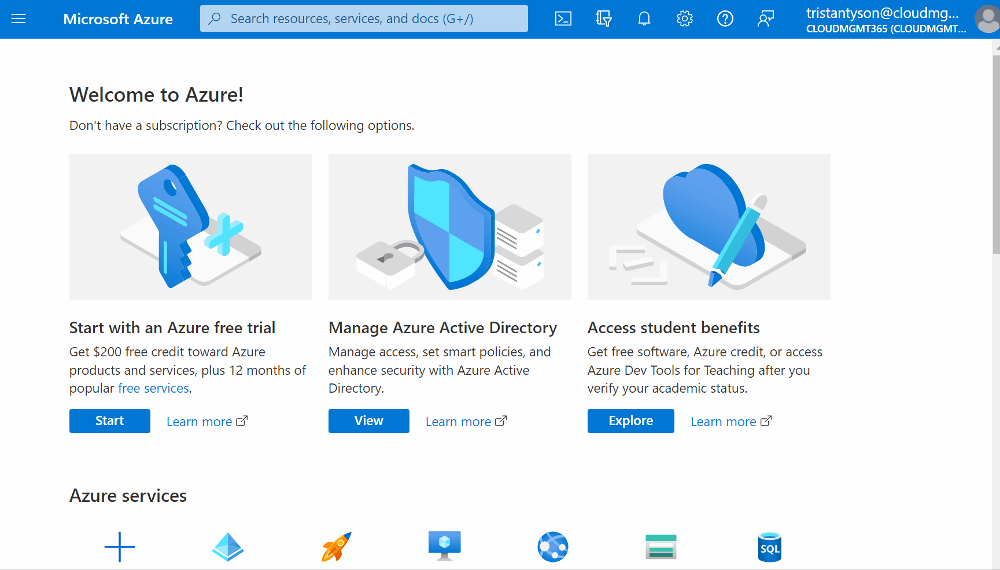 Microsoft Azure
Search resources, services, and docs (G+/)
tristantyson@cloudmg...
CLOUDMGMT365 (CLOUDMGMT...
Welcome to Azure!
Don't have a subscription? Check out the following options.
Start with an Azure free trial
Get $200 free credit toward Azure
products and services, plus 12 months of
popular free services.
Start
Learn more
Manage Azure Active Directory
Manage access, set smart policies, and
enhance security with Azure Active
Directory.
View
Learn more
Access student benefits
Get free software, Azure credit, or access
Azure Dev Tools for Teaching after you
verify your academic status.
Explore
Learn more
Azure services
SQL